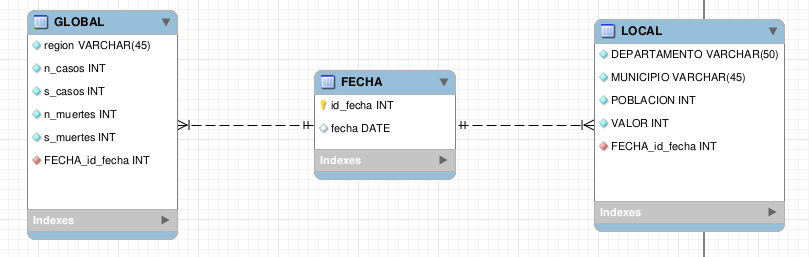 GLOBAL
region VARCHAR(45)
n_casos INT
s_casos INT
n_muertes INT
s_muertes INT
FECHA_id_fecha INT
Indexes
FECHA
id_fecha INT
fecha DATE
Indexes
LOCAL
DEPARTAMENTO VARCHAR(50)
MUNICIPIO VARCHAR(45)
POBLACION INT
VALOR INT
FECHA_id_fecha INT
Indexes